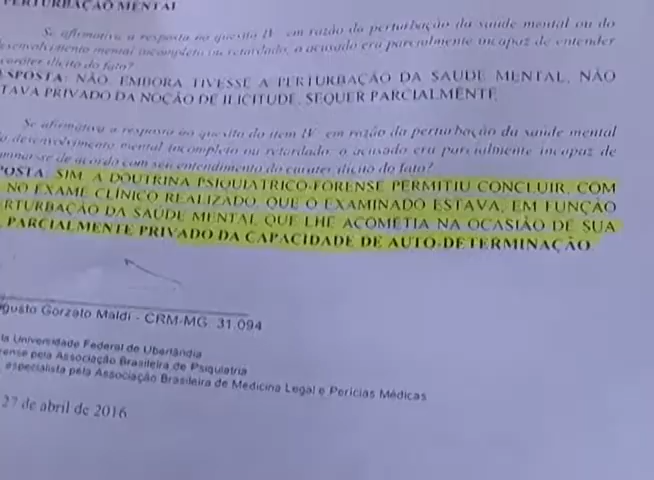 PERTURBAÇÃO MENTAL
Se afirmativa a resposta ao quesito IV, em razão da perturbação da saude mental ou do
desenvolvimento mental incompleto ou retardado, o acusado era parcialmente incapaz de entender
caráter ilícito do fato?
SPOSTA: NÃO. EMBORA TIVESSE A PERTURBAÇÃO DA SAUDE MENTAL, NÃO
TAVA PRIVADO DA NOÇÃO DE ILICITUDE, SEQUER PARCIALMENTE
Se afirmativa a resposta ao quesito do item IV, em razão da perturbação da saúde mental
o desenvolvimento mental incompleto ou retardado, o acusado era parcialmente incapaz de
minar-se de acordo com seu entendimento do caráter ilícito do fato?
POSTA: SIM. A DOUTRINA PSIQUIÁTRICO-FORENSE PERMITIU CONCLUIR, COM
NO EXAME CLÍNICO REALIZADO, QUE O EXAMINADO ESTAVA, EM FUNÇÃO
RTURBAÇÃO DA SAÚDE MENTAL QUE LHE ACOMETIA NA OCASIÃO DE SUA
PARCIALMENTE PRIVADO DA CAPACIDADE DE AUTO-DETERMINAÇÃO
gusto Gorzato Maldi - CRM-MG: 31.094
la Universidade Federal de Uberlândia
rense pela Associação Brasileira de Psiquiatria
especialista pela Associação Brasileira de Medicina Legal e Perícias Médicas
27 de abril de 2016